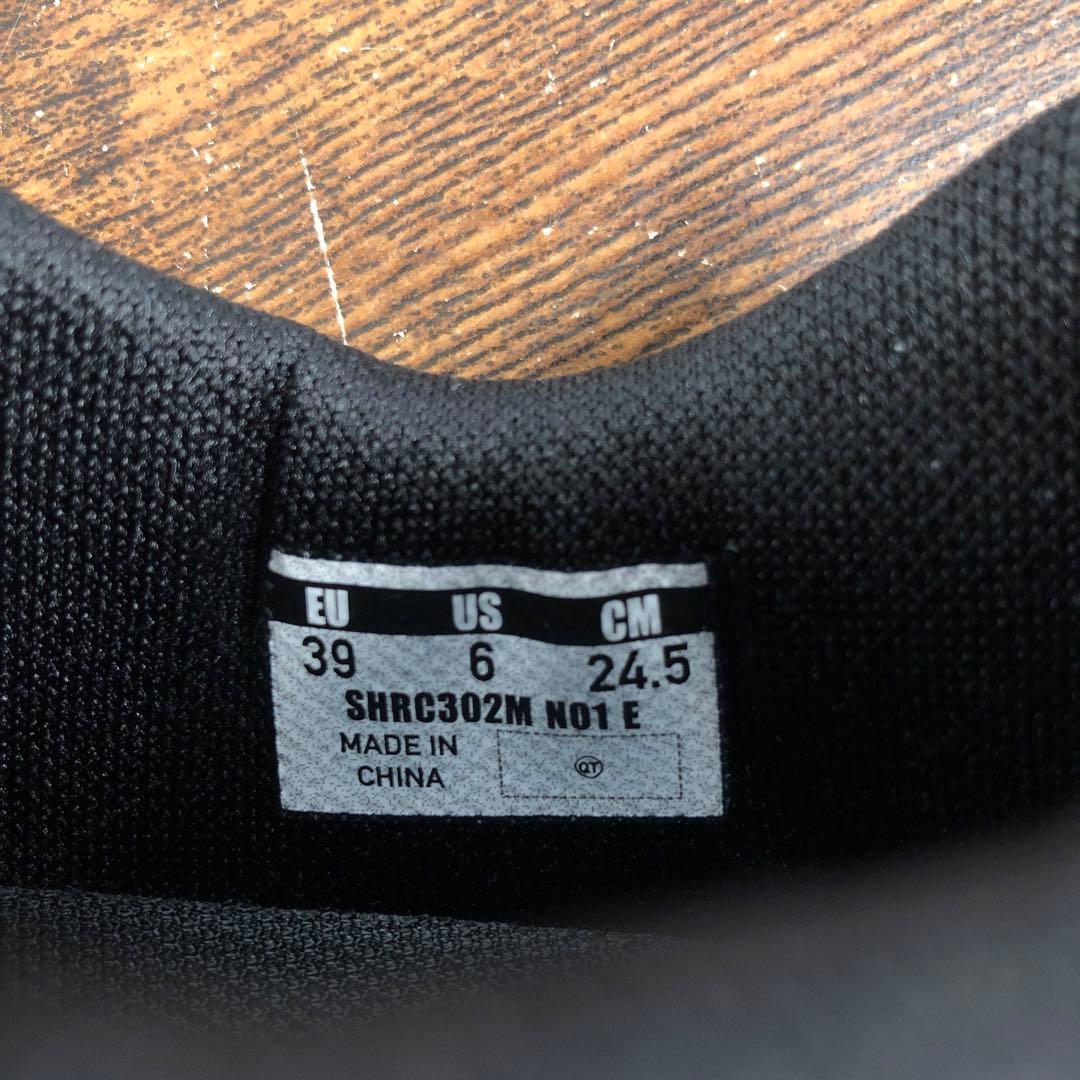 EU US CM
39 6 24.5
SHRC302M N01 E
MADE IN
CHINA
QT